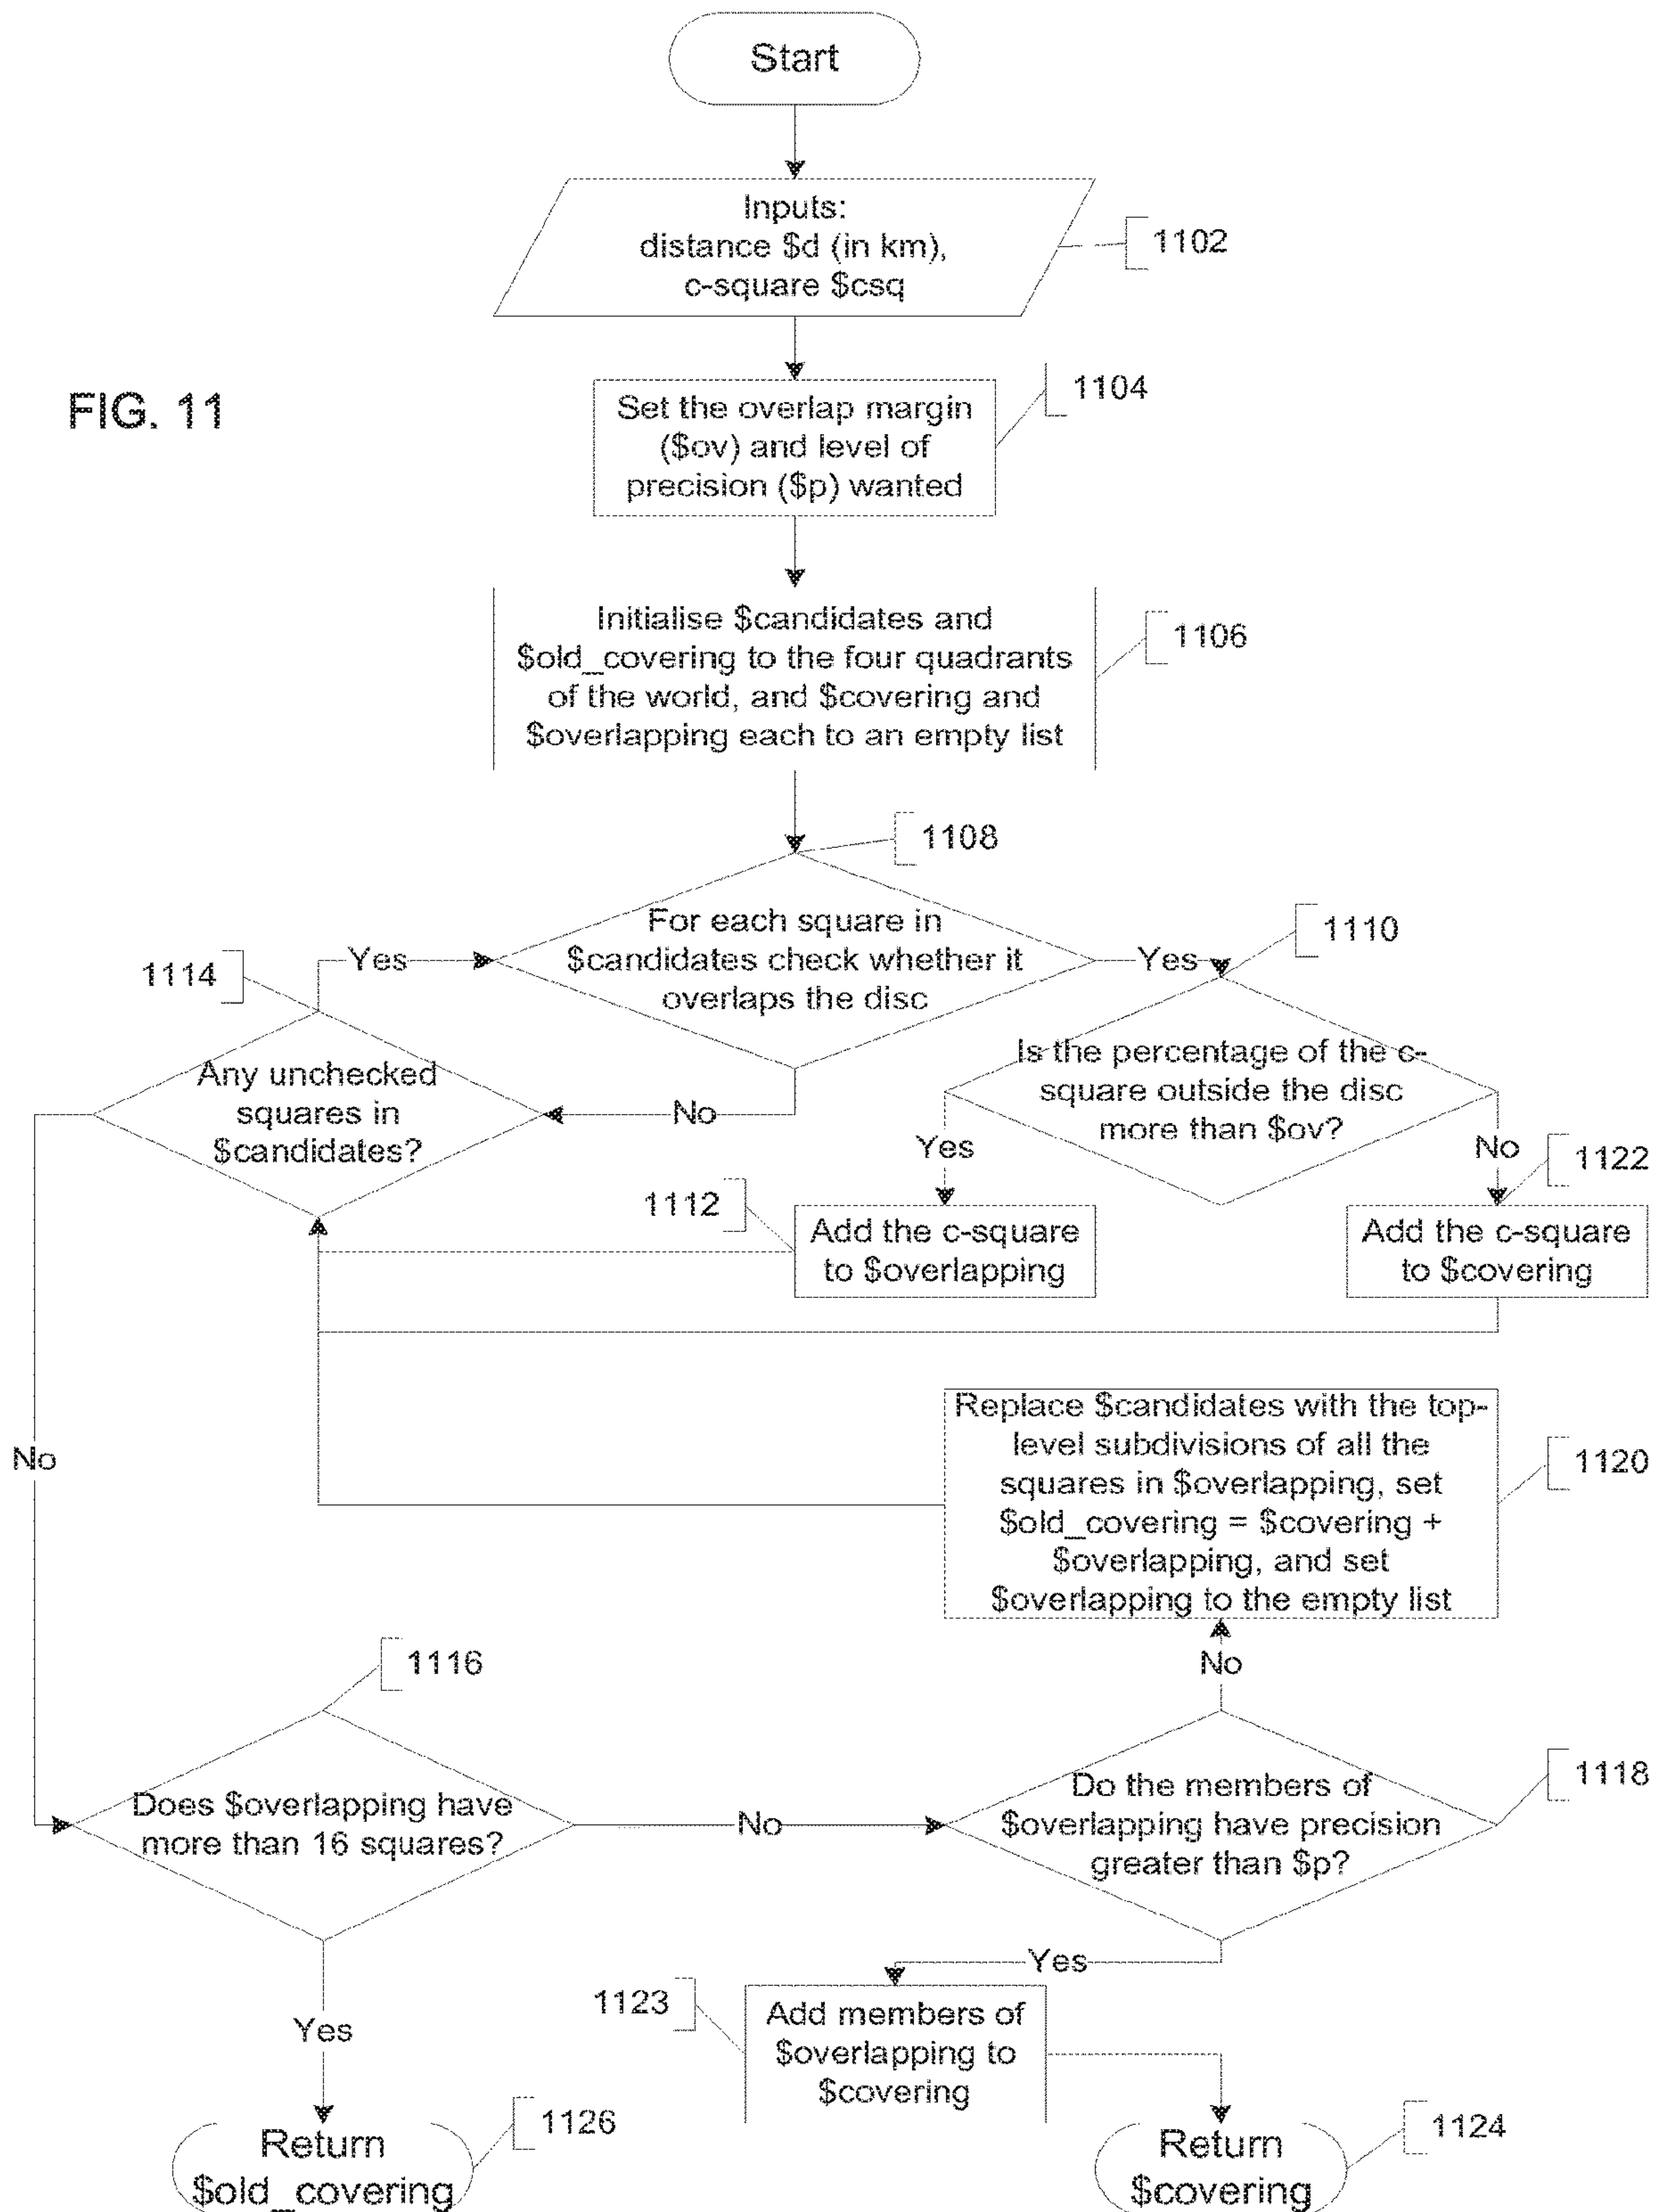 Start
Inputs:
distance $d (in km),
c-square $csq
1102
FIG. 11
Set the overlap margin
($ov) and level of
precision ($p) wanted
1104
Initialise $candidates and
$old_covering to the four quadrants
of the world, and $covering and
$overlapping each to an empty list
1106
1108
For each square in
$candidates check whether it
overlaps the disc
Yes
1110
Yes
1114
Is the percentage of the c-
square outside the disc
more than $ov?
Any unchecked
squares in
$candidates?
No
Yes
No
1122
1112
Add the c-square
to $overlapping
Add the c-square
to $covering
Replace $candidates with the top-
level subdivisions of all the
squares in $overlapping, set
$old_covering = $covering +
$overlapping, and set
$overlapping to the empty list
1120
No
No
1116
1118
Does $overlapping have
more than 16 squares?
No
Do the members of
$overlapping have precision
greater than $p?
Yes
Yes
1123
Add members of
$overlapping to
$covering
Return
$old_covering
1126
Return
$covering
1124